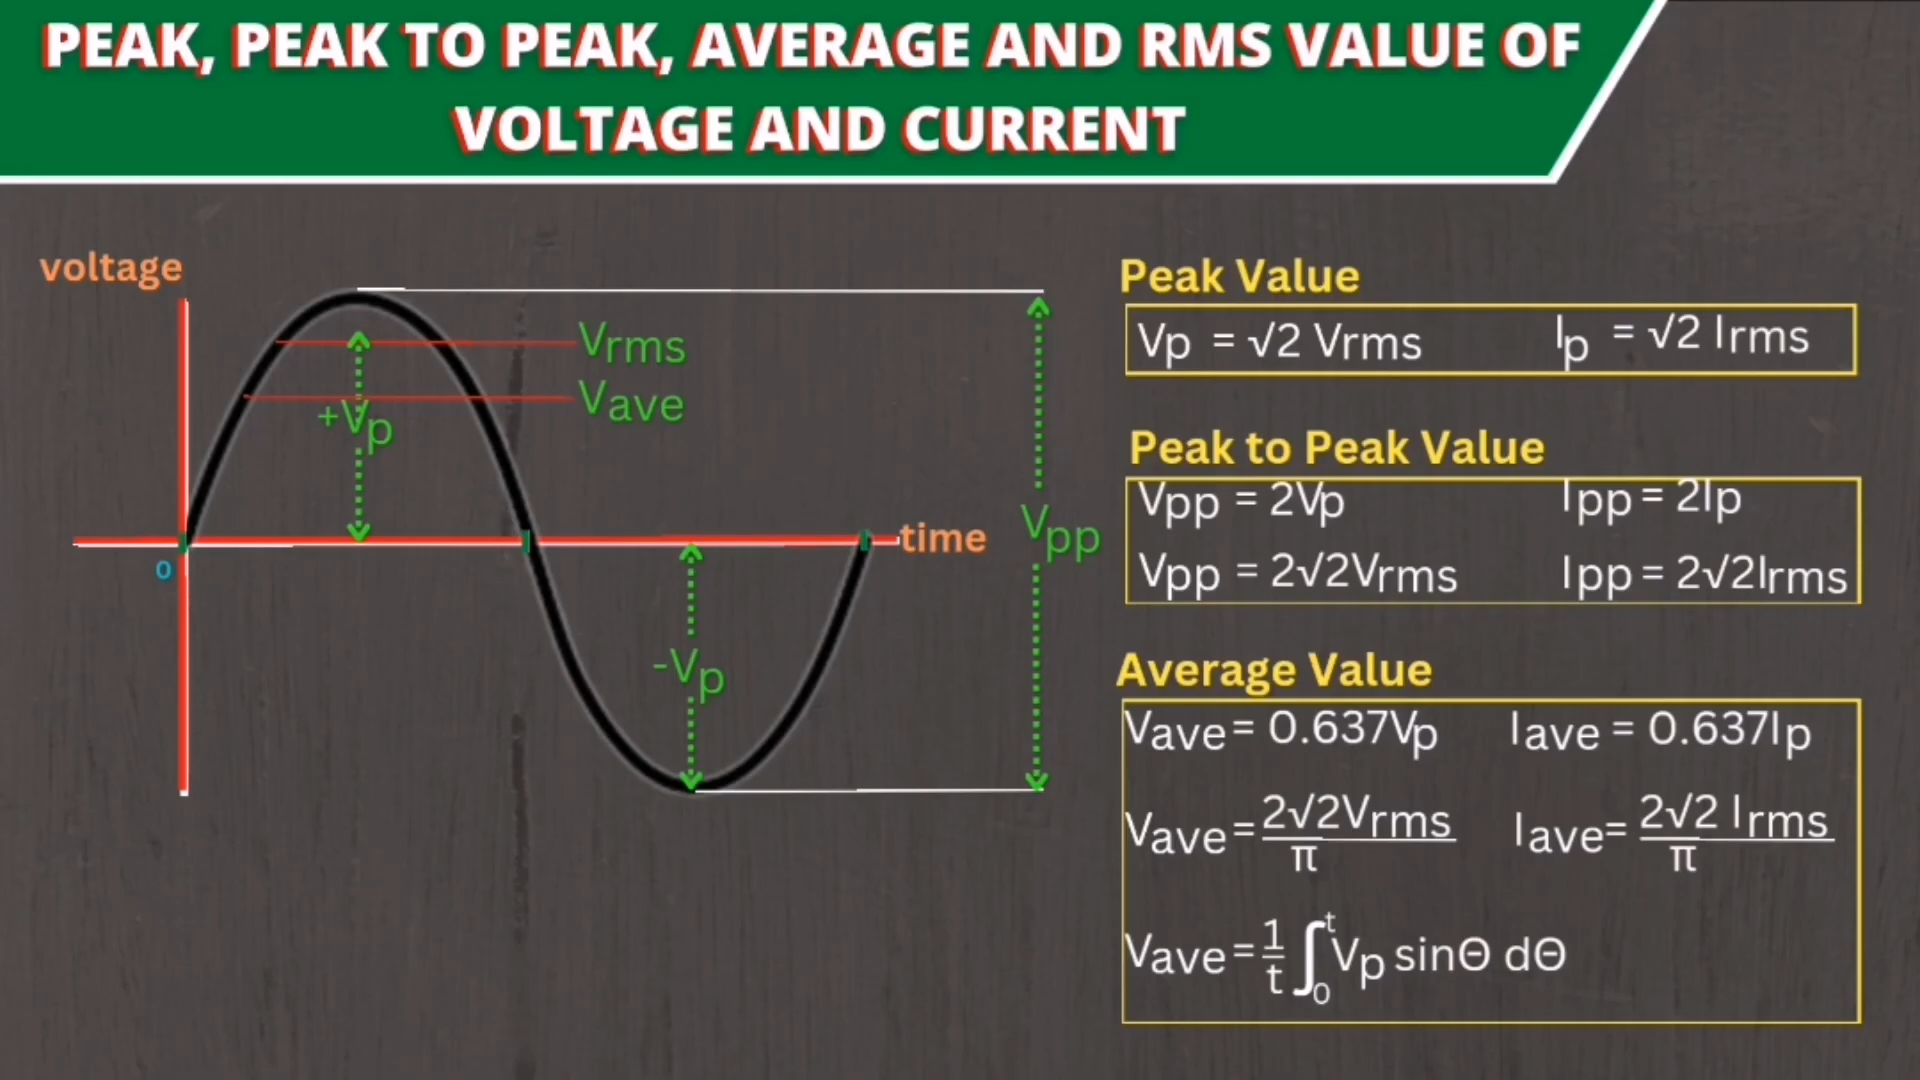 PEAK, PEAK TO PEAK, AVERAGE AND RMS VALUE OF
VOLTAGE AND CURRENT
voltage
Vrms
Vave
+Vp
0
time
-Vp
Vpp
Peak Value
Vp = √2 Vrms
Ip = √2 Irms
Peak to Peak Value
Vpp = 2Vp
Ipp = 2Ip
Vpp = 2√2Vrms
Ipp = 2√2Irms
Average Value
Vave = 0.637Vp
Iave = 0.637Ip
Vave = 2√2Vrms/π
Iave = 2√2 Irms/π
Vave = 1/t ∫₀ᵗ Vp sinΘ dΘ